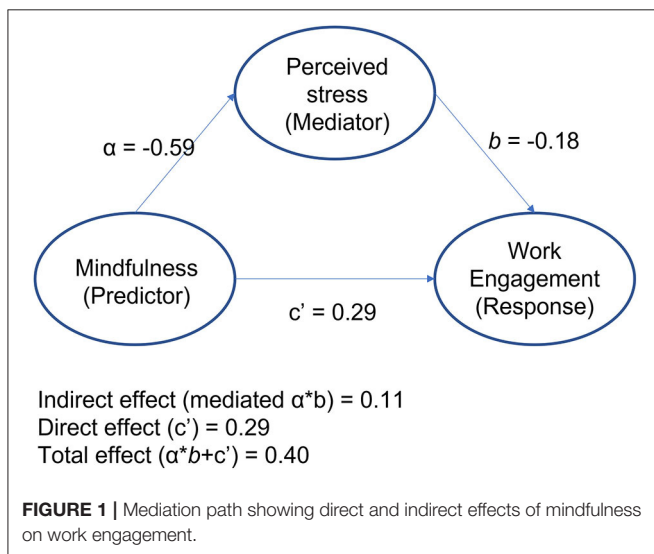 Perceived
stress
(Mediator)
α = -0.59
b = -0.18
Mindfulness
(Predictor)
Work
Engagement
(Response)
c’ = 0.29
Indirect effect (mediated α*b) = 0.11
Direct effect (c’) = 0.29
Total effect (α*b+c’) = 0.40
FIGURE 1 | Mediation path showing direct and indirect effects of mindfulness
on work engagement.